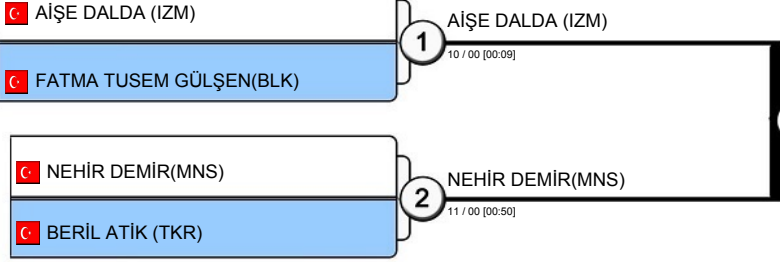 AİŞE DALDA (IZM)
FATMA TUSEM GÜLŞEN(BLK)
1
AİŞE DALDA (IZM)
10 / 00 [00:09]
NEHİR DEMİR(MNS)
BERİL ATİK (TKR)
2
NEHİR DEMİR(MNS)
11 / 00 [00:50]